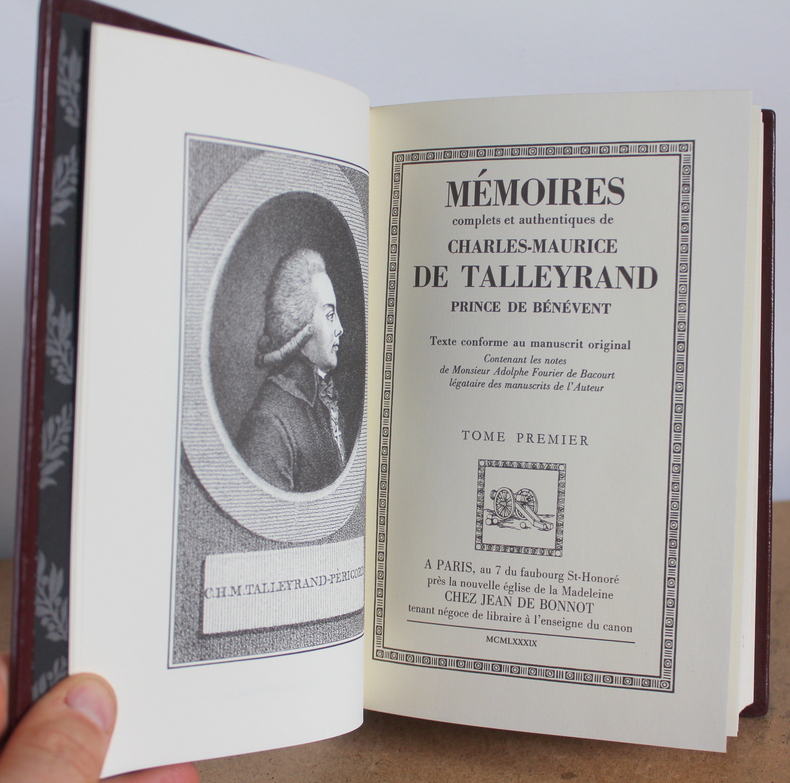 C.H.M.TALLEYRAND-PÈRIGORD
MÉMOIRES
complets et authentiques de
CHARLES-MAURICE
DE TALLEYRAND
PRINCE DE BÉNÉVENT
Texte conforme au manuscrit original
Contenant les notes
de Monsieur Adolphe Fourier de Bacourt
légataire des manuscrits de l'Auteur
TOME PREMIER
A PARIS, au 7 du faubourg St-Honoré
près la nouvelle église de la Madeleine
CHEZ JEAN DE BONNOT
tenant négoce de libraire à l'enseigne du canon
MCMLXXXIX